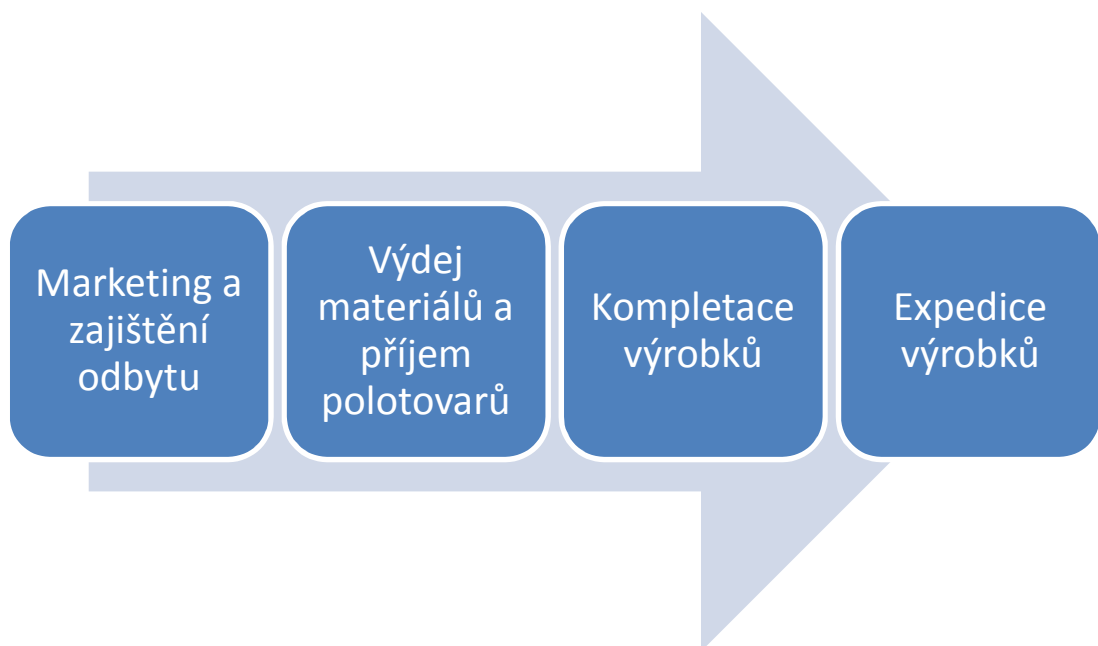 Marketing a
zajištění
odbytu
Výdej
materiálů a
příjem
polotovarů
Kompletace
výrobků
Expedice
výrobků